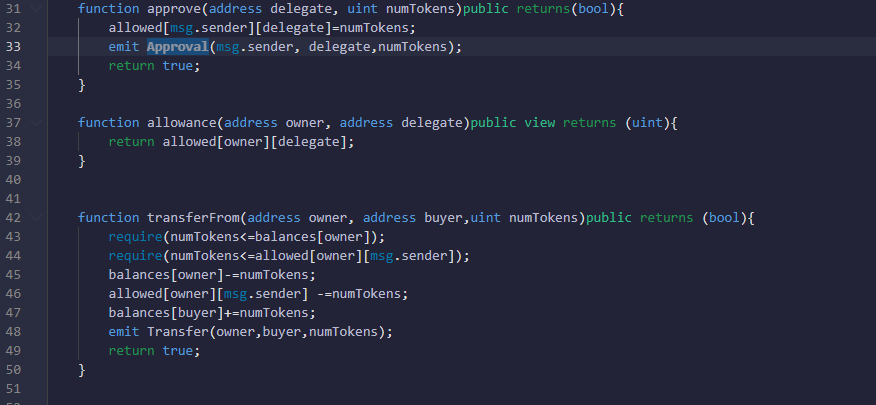 31 function approve(address delegate, uint numTokens)public returns(bool){
32 allowed[msg.sender][delegate]=numTokens;
33 emit Approval(msg.sender, delegate,numTokens);
34 return true;
35 }
36
37 function allowance(address owner, address delegate)public view returns (uint){
38 return allowed[owner][delegate];
39 }
40
41
42 function transferFrom(address owner, address buyer,uint numTokens)public returns (bool){
43 require(numTokens<=balances[owner]);
44 require(numTokens<=allowed[owner][msg.sender]);
45 balances[owner]-=numTokens;
46 allowed[owner][msg.sender] -=numTokens;
47 balances[buyer]+=numTokens;
48 emit Transfer(owner,buyer,numTokens);
49 return true;
50 }
51